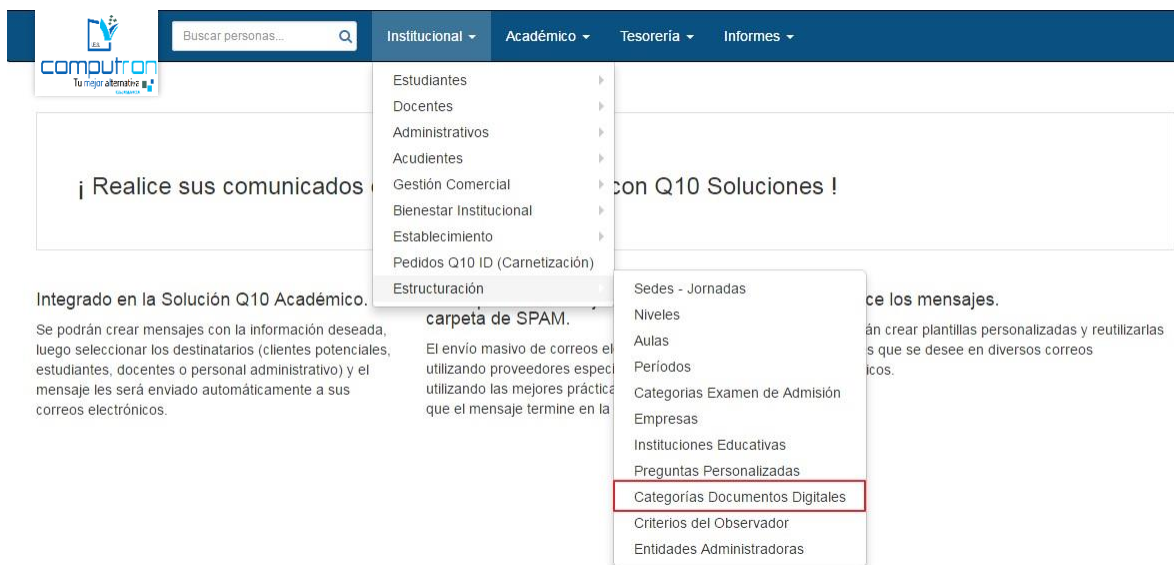 Buscar personas...
Institucional
Académico
Tesorería
Informes
computron
Tu mejor alternativa
Estudiantes
Docentes
Administrativos
Acudientes
Gestión Comercial
Bienestar Institucional
Establecimiento
Pedidos Q10 ID (Carnetización)
Estructuración
Sedes - Jornadas
Niveles
Aulas
Períodos
Categorias Examen de Admisión
Empresas
Instituciones Educativas
Preguntas Personalizadas
Categorías Documentos Digitales
Criterios del Observador
Entidades Administradoras
¡ Realice sus comunicados
con Q10 Soluciones !
Integrado en la Solución Q10 Académico.
Se podrán crear mensajes con la información deseada,
luego seleccionar los destinatarios (clientes potenciales,
estudiantes, docentes o personal administrativo) y el
mensaje les será enviado automáticamente a sus
correos electrónicos.
carpeta de SPAM.
El envío masivo de correos
utilizando proveedores
utilizando las mejores
que el mensaje termine en la
los mensajes.
crear plantillas personalizadas y reutilizarlas
que se desee en diversos correos